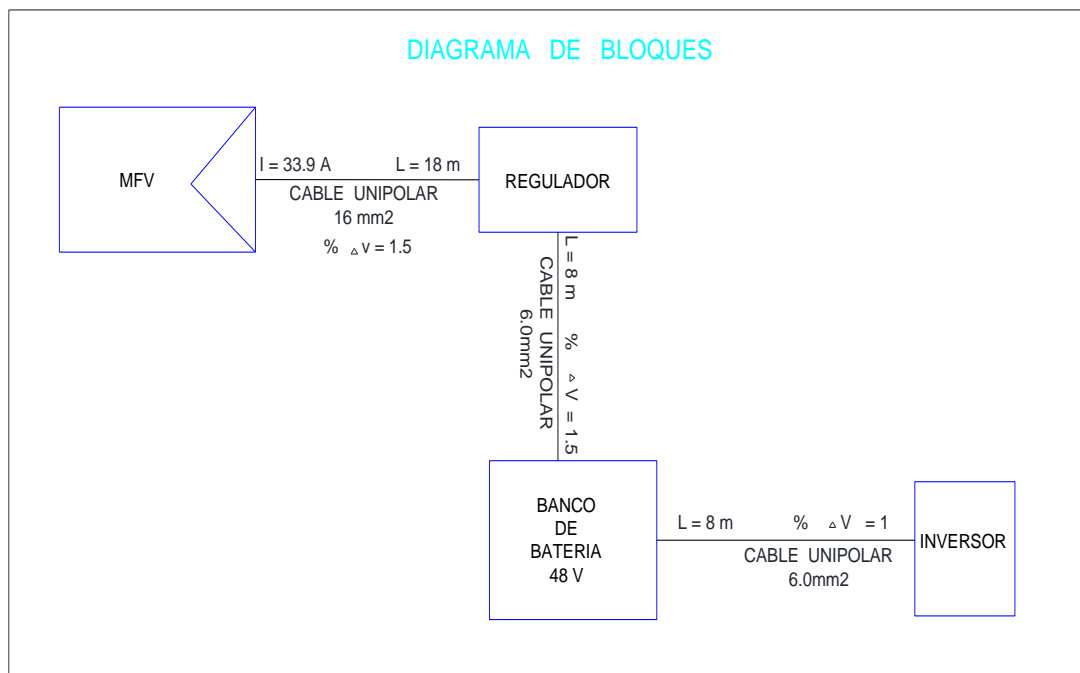 DIAGRAMA DE BLOQUES
MFV
I = 33.9 A L = 18 m
CABLE UNIPOLAR
16 mm2
% △v = 1.5
REGULADOR
L = 8 m % △V = 1.5
CABLE UNIPOLAR
6.0mm2
BANCO
DE
BATERIA
48 V
L = 8 m % △V = 1
CABLE UNIPOLAR
6.0mm2
INVERSOR